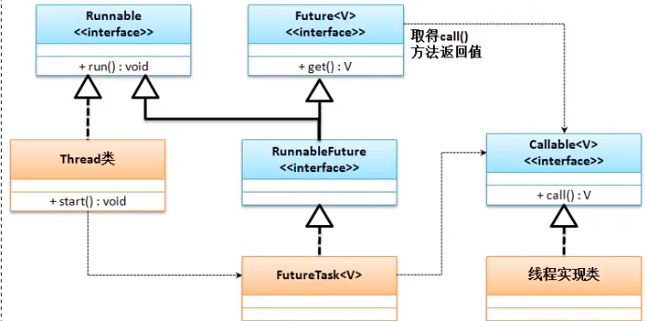 Runnable
<<interface>>
+ run() : void
Future<V>
<<interface>>
+ get() : V
取得call()
方法返回值
Thread类
+ start() : void
RunnableFuture
<<interface>>
Callable<V>
<<interface>>
+ call() : V
FutureTask<V>
线程实现类